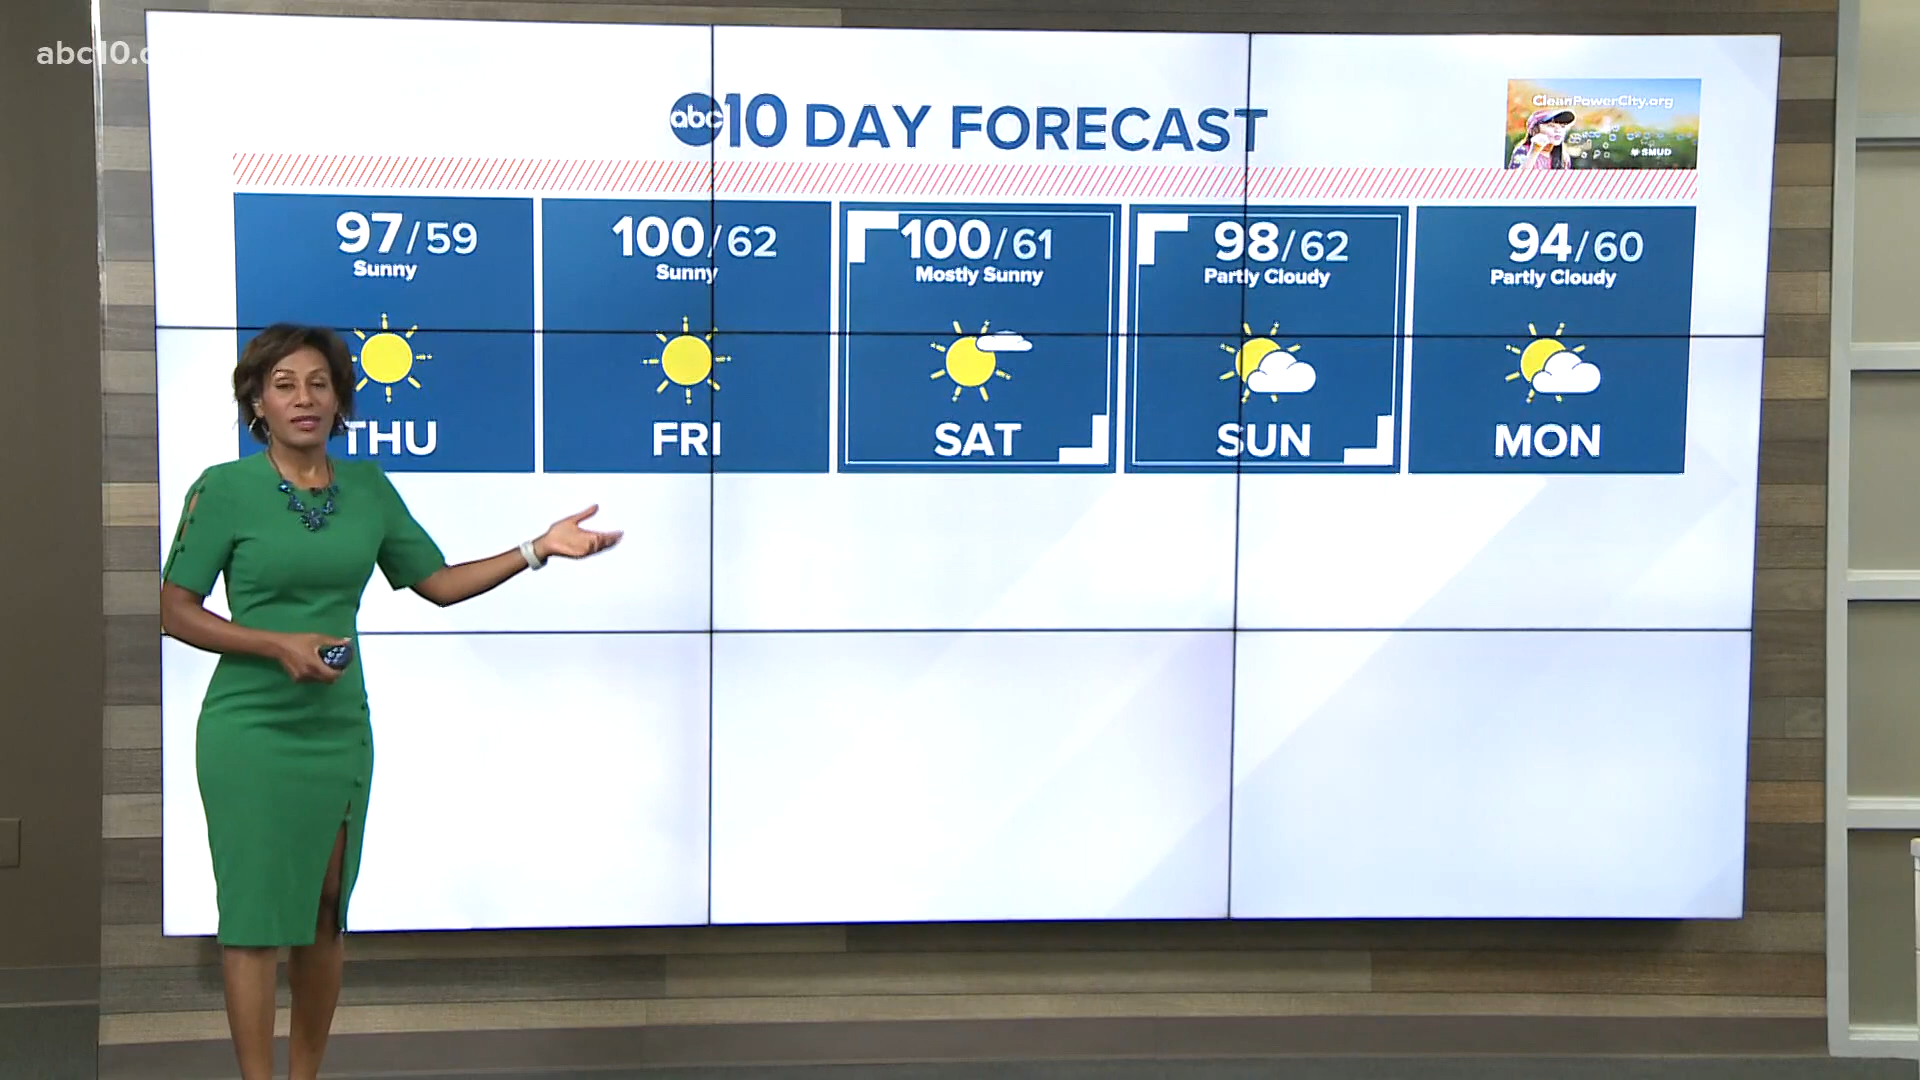 abc10.c
abc10 DAY FORECAST
CleanPowerCity.org
SMUD
97/59
Sunny
THU
100/62
Sunny
FRI
100/61
Mostly Sunny
SAT
98/62
Partly Cloudy
SUN
94/60
Partly Cloudy
MON